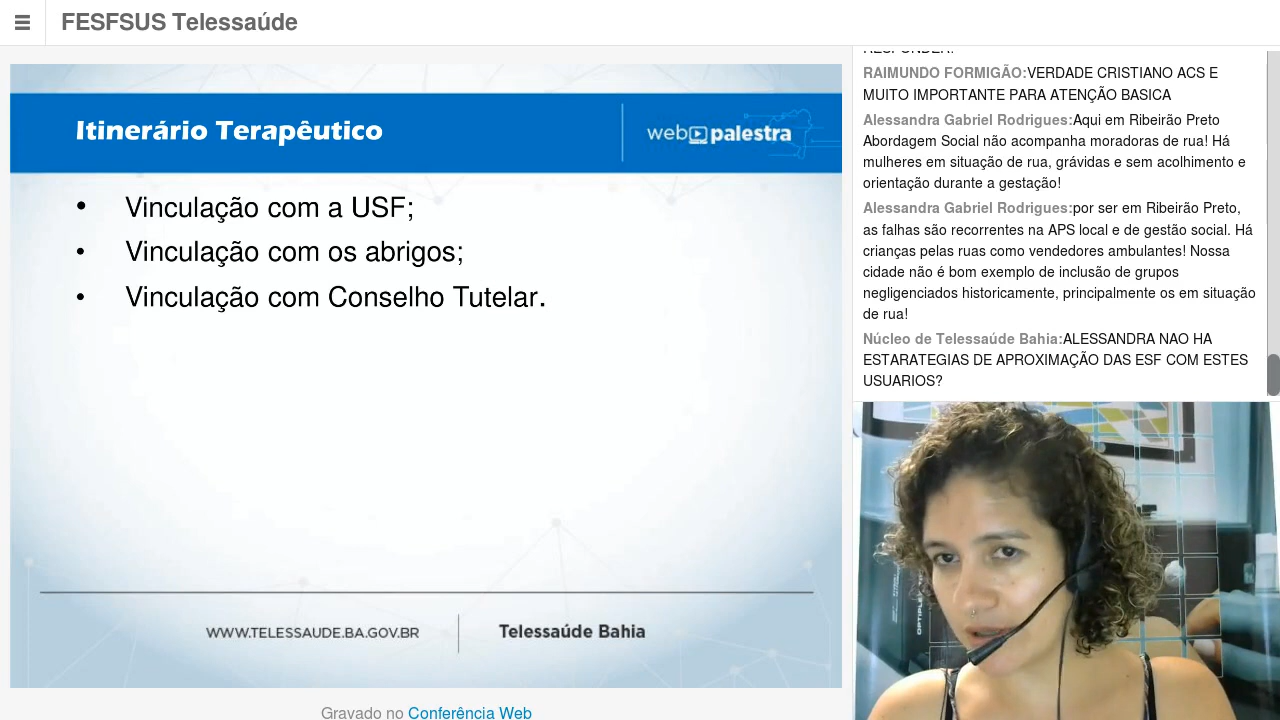 FESFSUS Telessaúde
Itinerário Terapêutico
web palestra
• Vinculação com a USF;
• Vinculação com os abrigos;
• Vinculação com Conselho Tutelar.
WWW.TELESSAUDE.BA.GOV.BR
Telessaúde Bahia
Gravado no Conferência Web
RESPONDER!
RAIMUNDO FORMIGÃO:VERDADE CRISTIANO ACS E
MUITO IMPORTANTE PARA ATENÇÃO BASICA
Alessandra Gabriel Rodrigues:Aqui em Ribeirão Preto
Abordagem Social não acompanha moradoras de rua! Há
mulheres em situação de rua, grávidas e sem acolhimento e
orientação durante a gestação!
Alessandra Gabriel Rodrigues:por ser em Ribeirão Preto,
as falhas são recorrentes na APS local e de gestão social. Há
crianças pelas ruas como vendedores ambulantes! Nossa
cidade não é bom exemplo de inclusão de grupos
negligenciados historicamente, principalmente os em situação
de rua!
Núcleo de Telessaúde Bahia:ALESSANDRA NAO HA
ESTARATEGIAS DE APROXIMAÇÃO DAS ESF COM ESTES
USUARIOS?